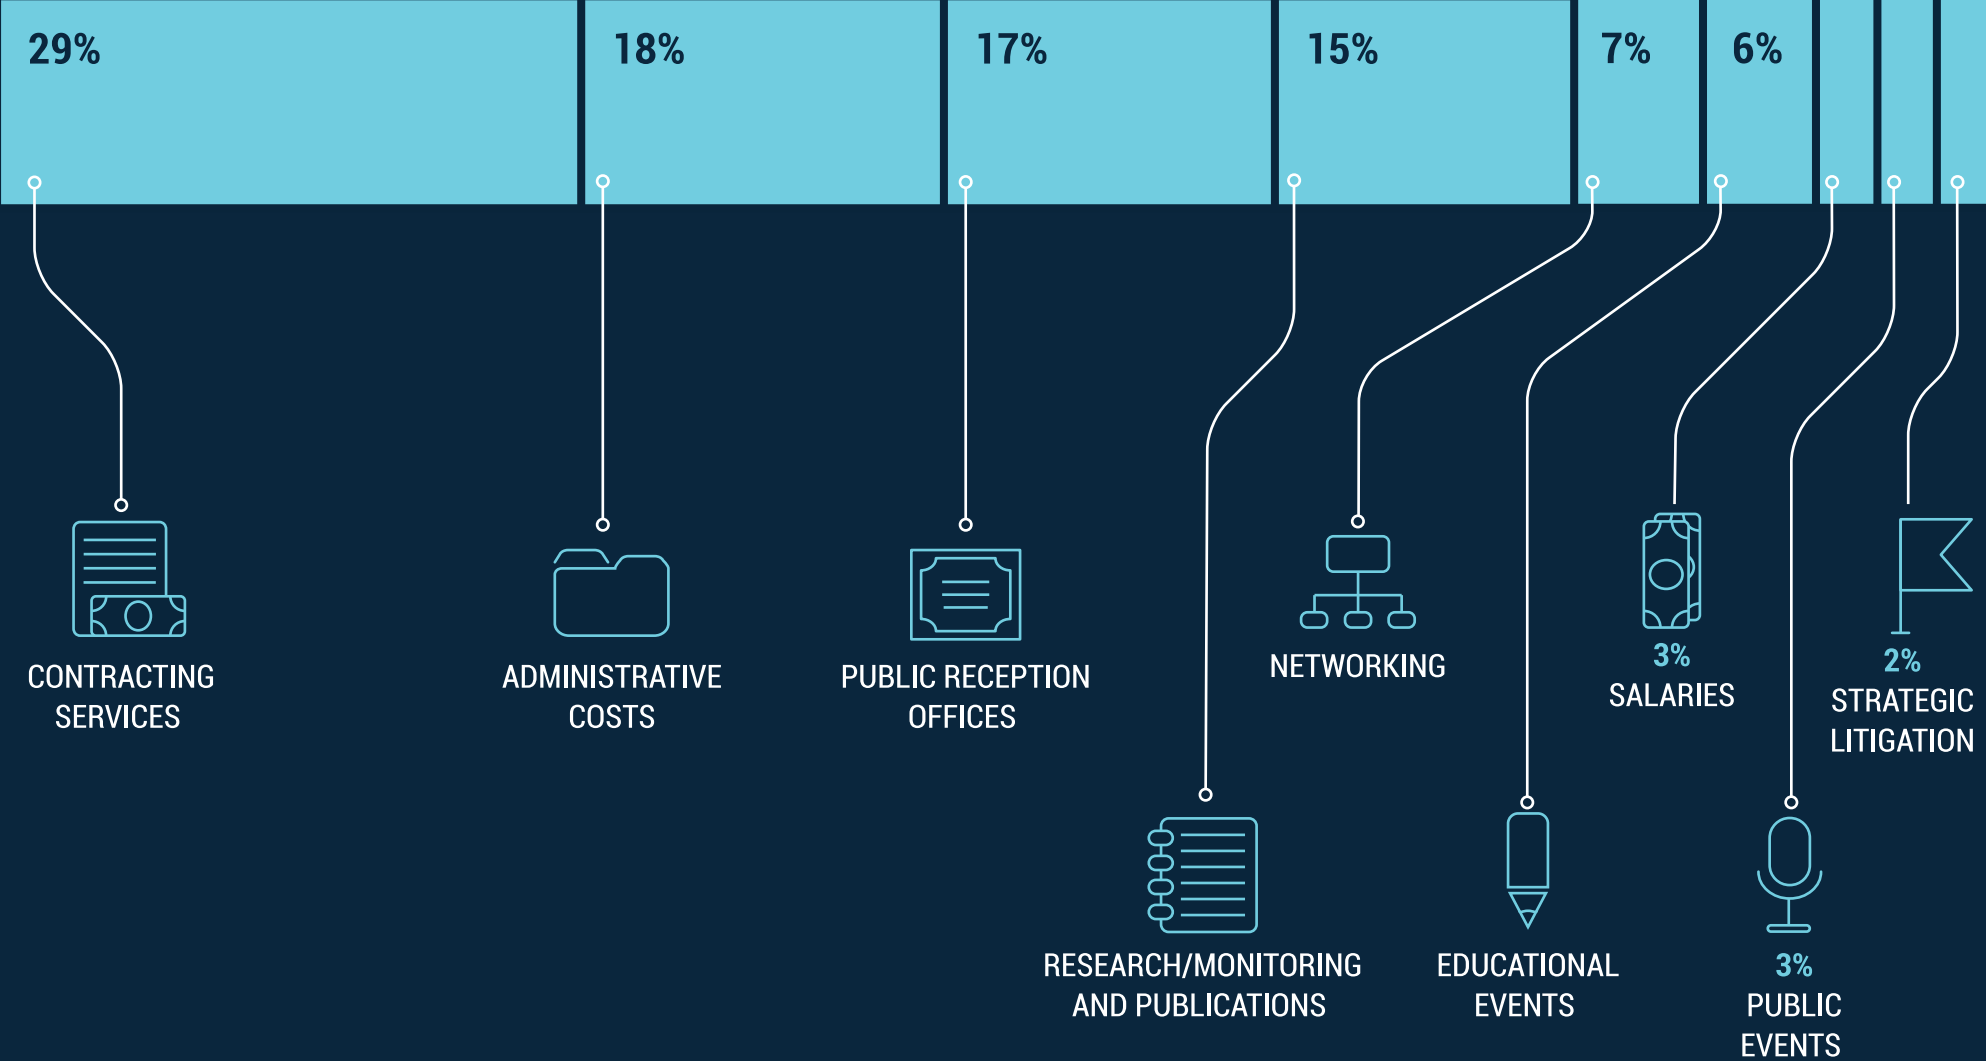 29%
18%
17%
15%
7%
6%
CONTRACTING
SERVICES
ADMINISTRATIVE
COSTS
PUBLIC RECEPTION
OFFICES
RESEARCH/MONITORING
AND PUBLICATIONS
NETWORKING
EDUCATIONAL
EVENTS
3%
SALARIES
3%
PUBLIC
EVENTS
2%
STRATEGIC
LITIGATION